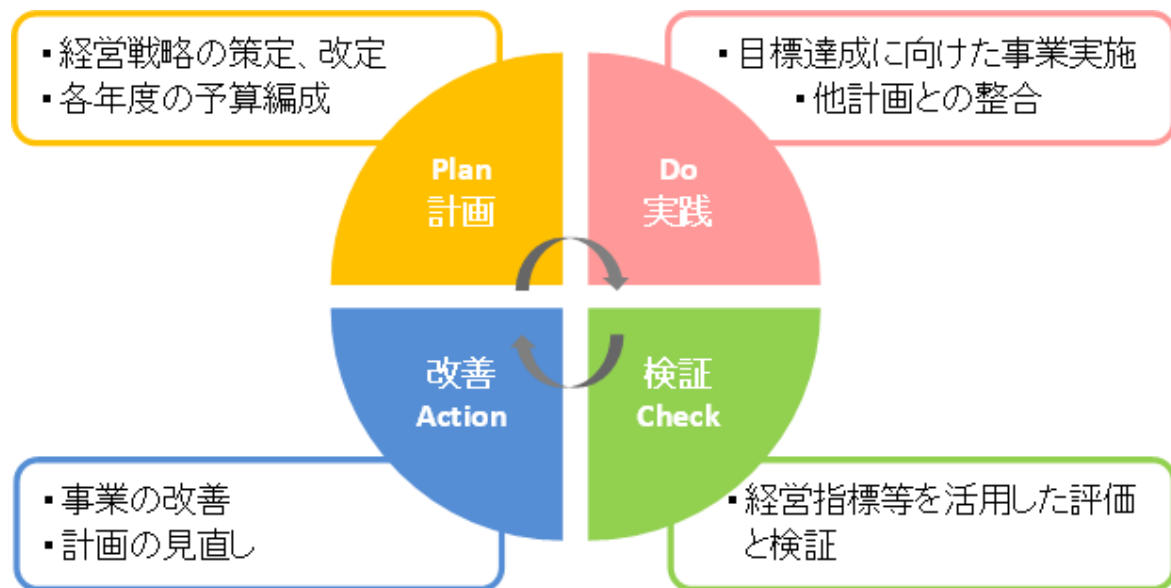 ▪経営戦略の策定、改定
▪各年度の予算編成
▪目標達成に向けた事業実施
▪他計画との整合
Plan
計画
Do
実践
改善
Action
検証
Check
▪事業の改善
▪計画の見直し
▪経営指標等を活用した評価
と検証